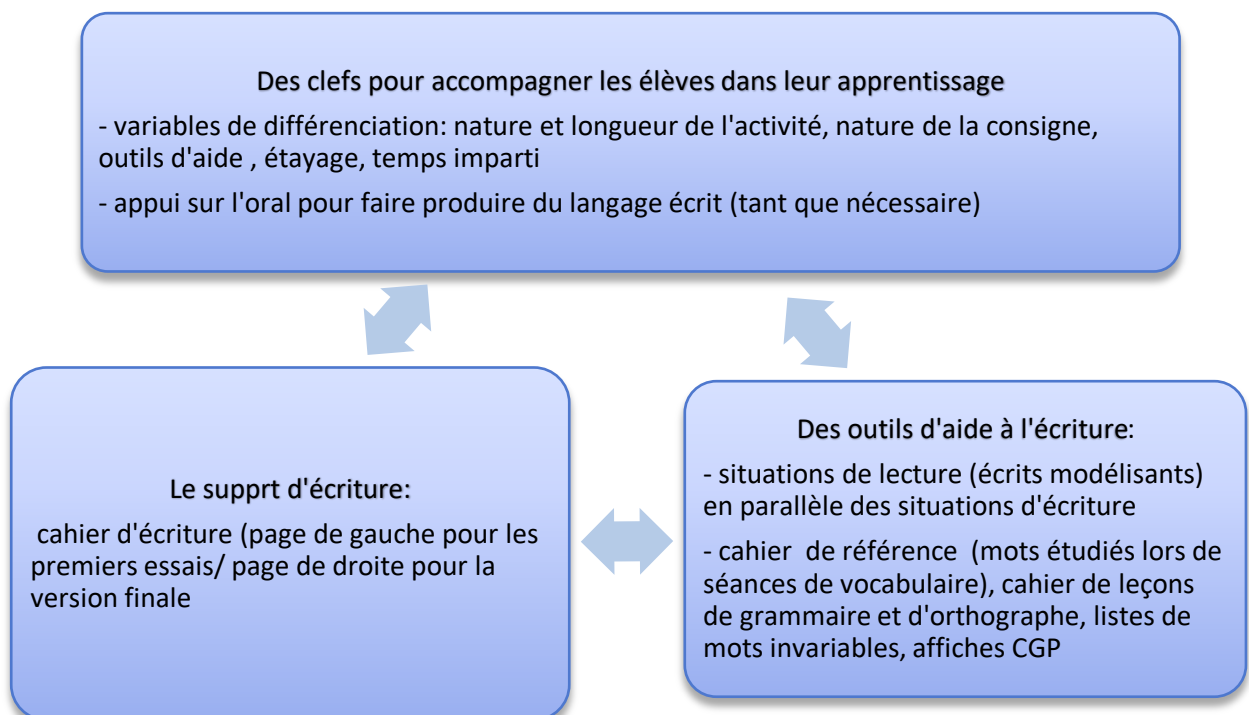 Des clefs pour accompagner les élèves dans leur apprentissage
- variables de différenciation: nature et longueur de l'activité, nature de la consigne,
outils d'aide , étayage, temps imparti
- appui sur l'oral pour faire produire du langage écrit (tant que nécessaire)
Le supprt d'écriture:
cahier d'écriture (page de gauche pour les
premiers essais/ page de droite pour la
version finale
Des outils d'aide à l'écriture:
- situations de lecture (écrits modélisants)
en parallèle des situations d'écriture
- cahier  de référence  (mots étudiés lors de
séances de vocabulaire), cahier de leçons
de grammaire et d'orthographe, listes de
mots invariables, affiches CGP